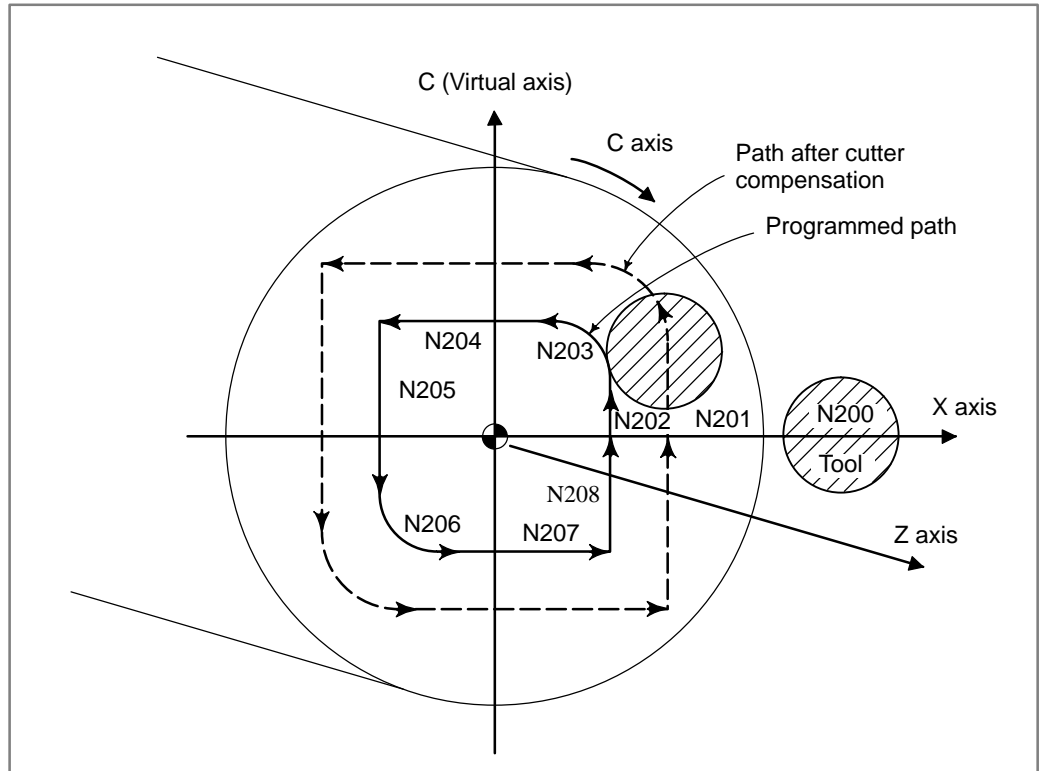 C (Virtual axis)
C axis
Path after cutter
compensation
Programmed path
N204
N203
N205
N202
N201
N200
X axis
Tool
N208
N206
N207
Z axis